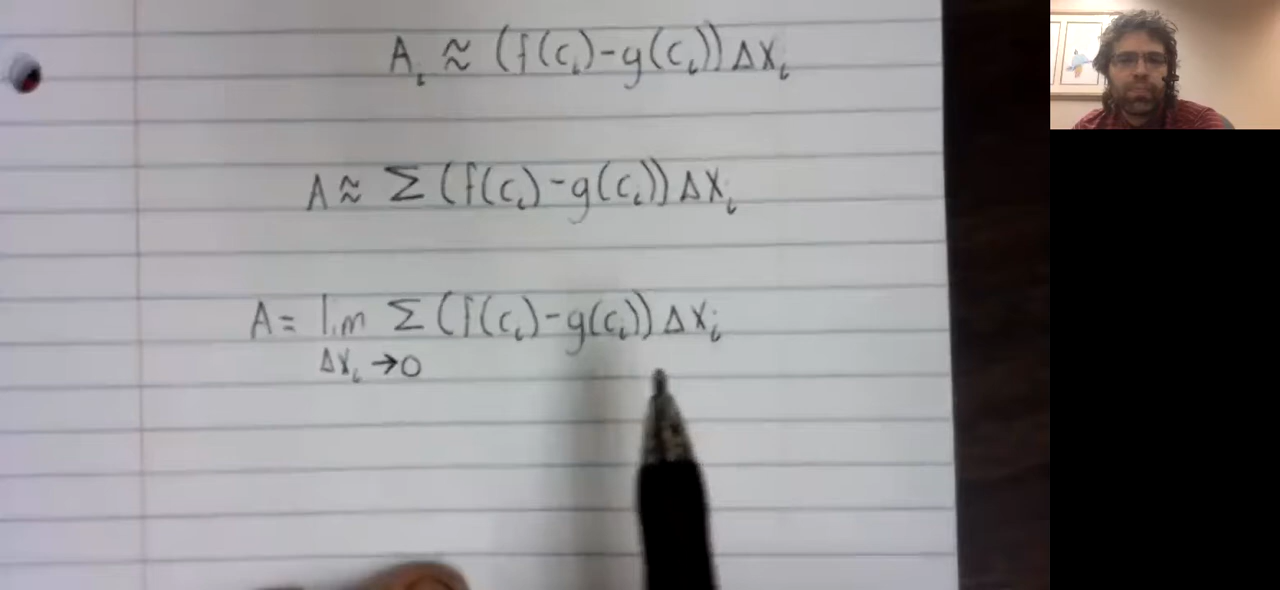 Aᵢ ≈ (f(cᵢ)-g(cᵢ))Δxᵢ
A ≈ Σ (f(cᵢ)-g(cᵢ))Δxᵢ
A = lim Σ (f(cᵢ)-g(cᵢ))Δxᵢ
Δxᵢ → 0